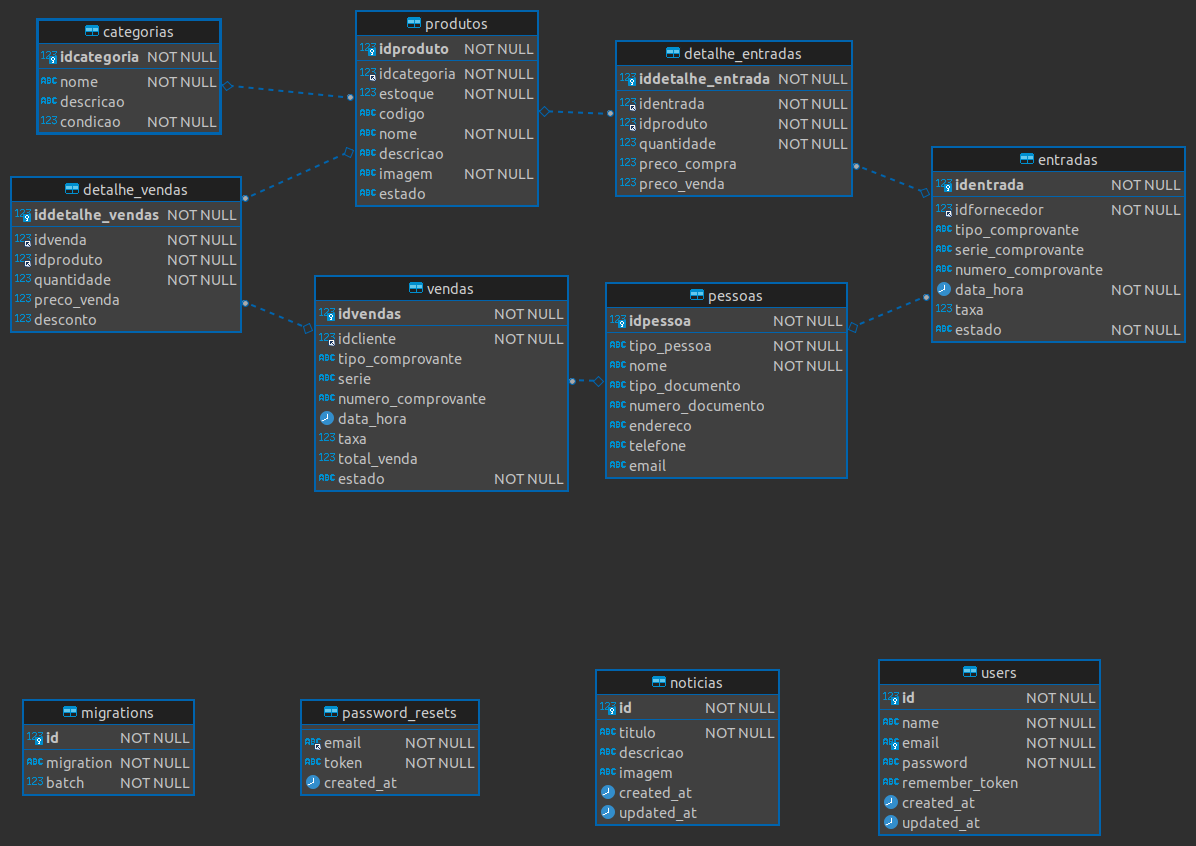 categorias
123 idcategoria NOT NULL
ABC nome NOT NULL
ABC descricao
123 condicao NOT NULL
produtos
123 idproduto NOT NULL
123 idcategoria NOT NULL
123 estoque NOT NULL
ABC codigo
ABC nome NOT NULL
ABC descricao
ABC imagem NOT NULL
ABC estado
detalhe_entradas
123 iddetalhe_entrada NOT NULL
123 identrada NOT NULL
123 idproduto NOT NULL
123 quantidade NOT NULL
123 preco_compra
123 preco_venda
entradas
123 identrada NOT NULL
123 idfornecedor NOT NULL
ABC tipo_comprovante
ABC serie_comprovante
ABC numero_comprovante
data_hora NOT NULL
123 taxa
ABC estado NOT NULL
detalhe_vendas
123 iddetalhe_vendas NOT NULL
123 idvenda NOT NULL
123 idproduto NOT NULL
123 quantidade NOT NULL
123 preco_venda
123 desconto
vendas
123 idvendas NOT NULL
123 idcliente NOT NULL
ABC tipo_comprovante
ABC serie
ABC numero_comprovante
data_hora
123 taxa
123 total_venda
ABC estado NOT NULL
pessoas
123 idpessoa NOT NULL
ABC tipo_pessoa NOT NULL
ABC nome NOT NULL
ABC tipo_documento
ABC numero_documento
ABC endereco
ABC telefone
ABC email
migrations
123 id NOT NULL
ABC migration NOT NULL
123 batch NOT NULL
password_resets
ABC email NOT NULL
ABC token NOT NULL
created_at
noticias
123 id NOT NULL
ABC titulo NOT NULL
ABC descricao
ABC imagem
created_at
updated_at
users
123 id NOT NULL
ABC name NOT NULL
ABC email NOT NULL
ABC password NOT NULL
ABC remember_token
created_at
updated_at